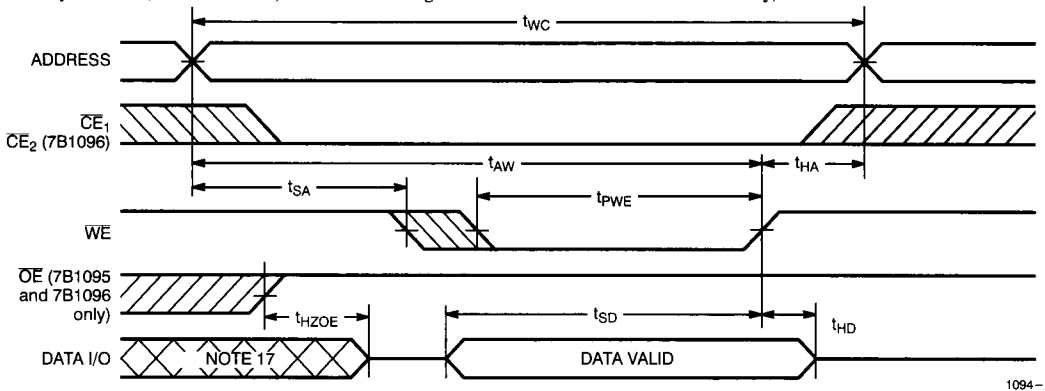 tWC
ADDRESS
CE1
CE2 (7B1096)
tAW
tHA
tSA
tPWE
WE
OE (7B1095
and 7B1096
only)
tHZOE
tSD
tHD
DATA I/O
NOTE 17
DATA VALID
1094–